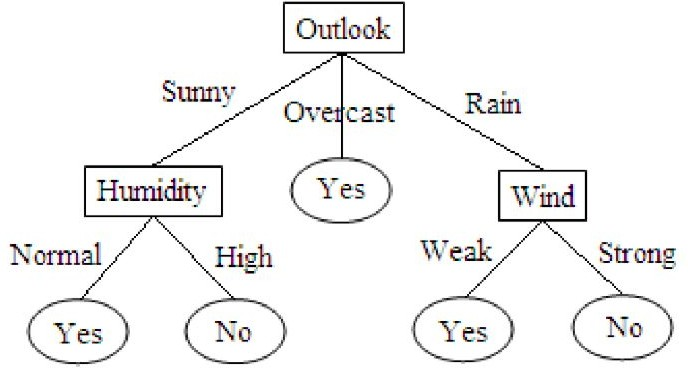 Outlook
Sunny
Overcast
Rain
Humidity
Yes
Wind
Normal
High
Weak
Strong
Yes
No
Yes
No